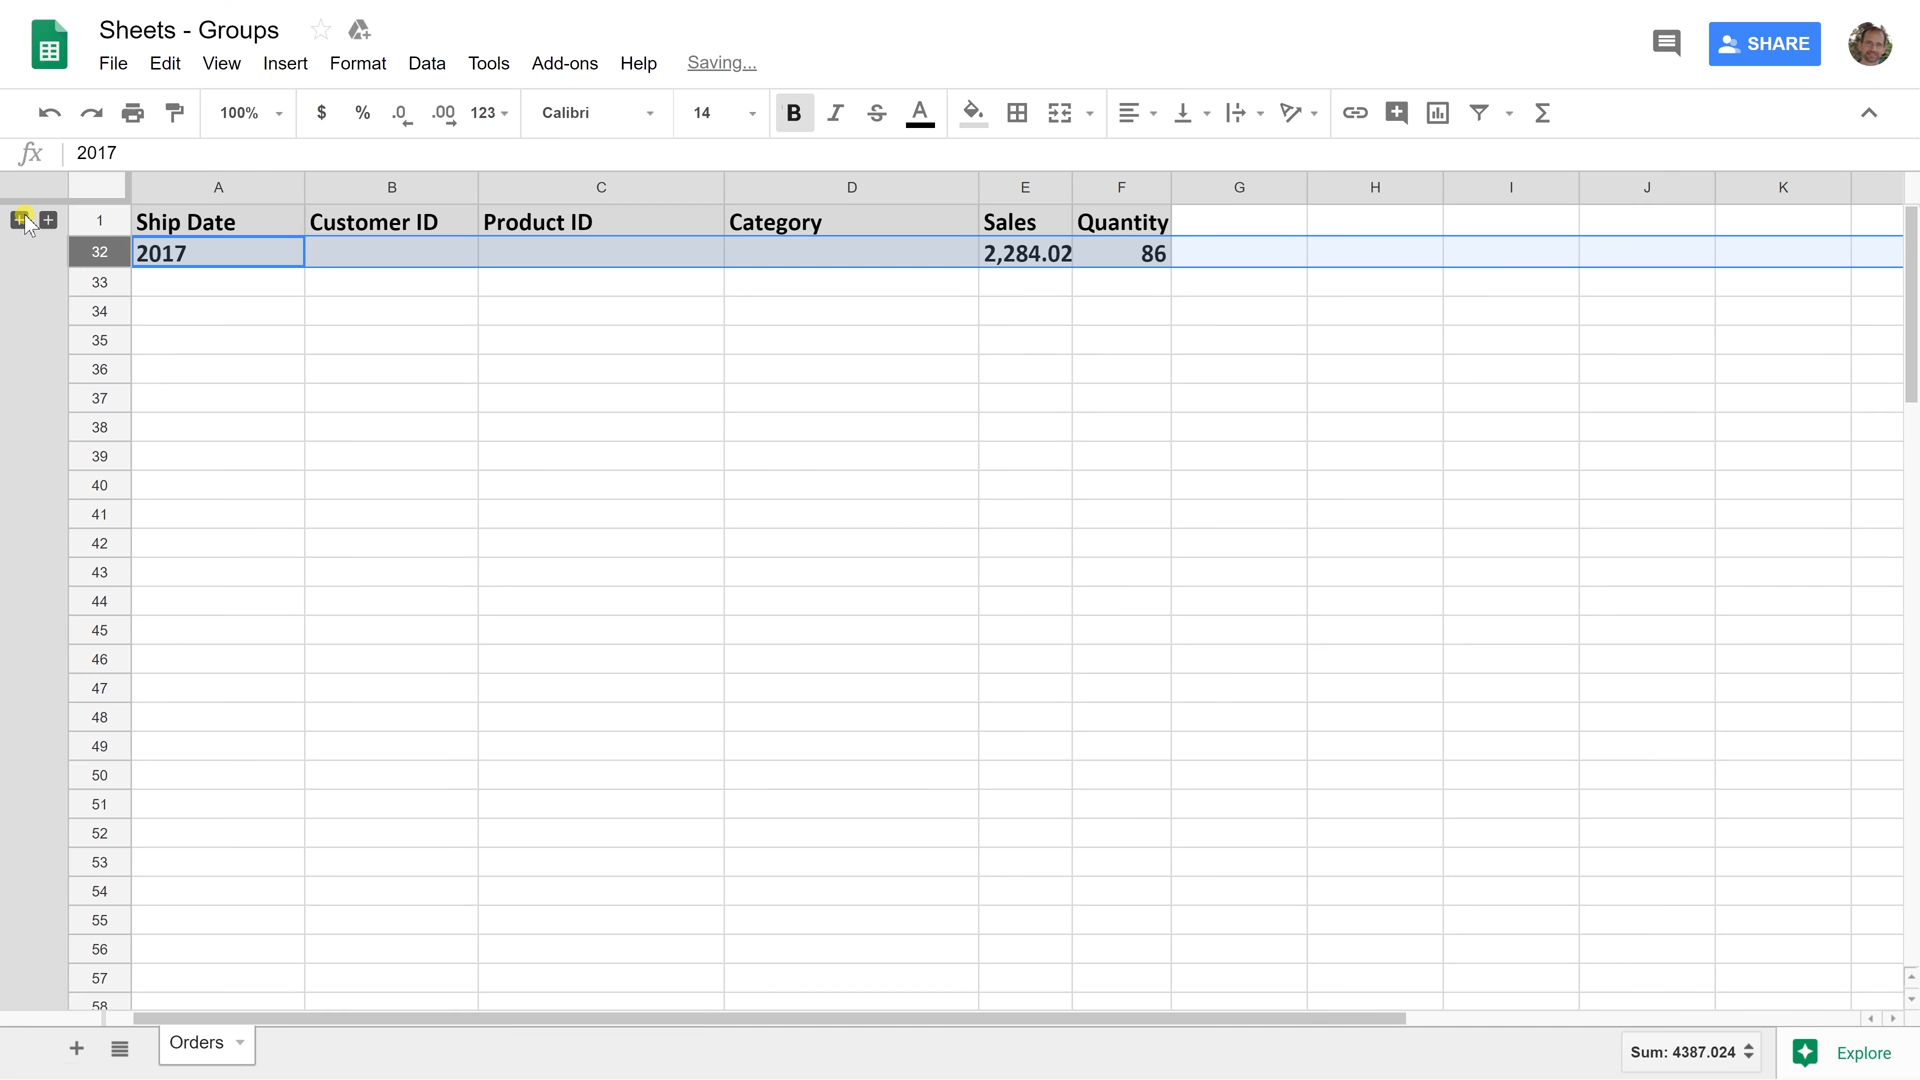 Sheets - Groups
File Edit View Insert Format Data Tools Add-ons Help Saving...
SHARE
100% $ % .0 .00 123 Calibri 14 B I S A Σ
fx 2017
A B C D E F G H I J K
1 Ship Date Customer ID Product ID Category Sales Quantity
32 2017 2,284.02 86
33
34
35
36
37
38
39
40
41
42
43
44
45
46
47
48
49
50
51
52
53
54
55
56
57
58
Orders
Sum: 4387.024
Explore